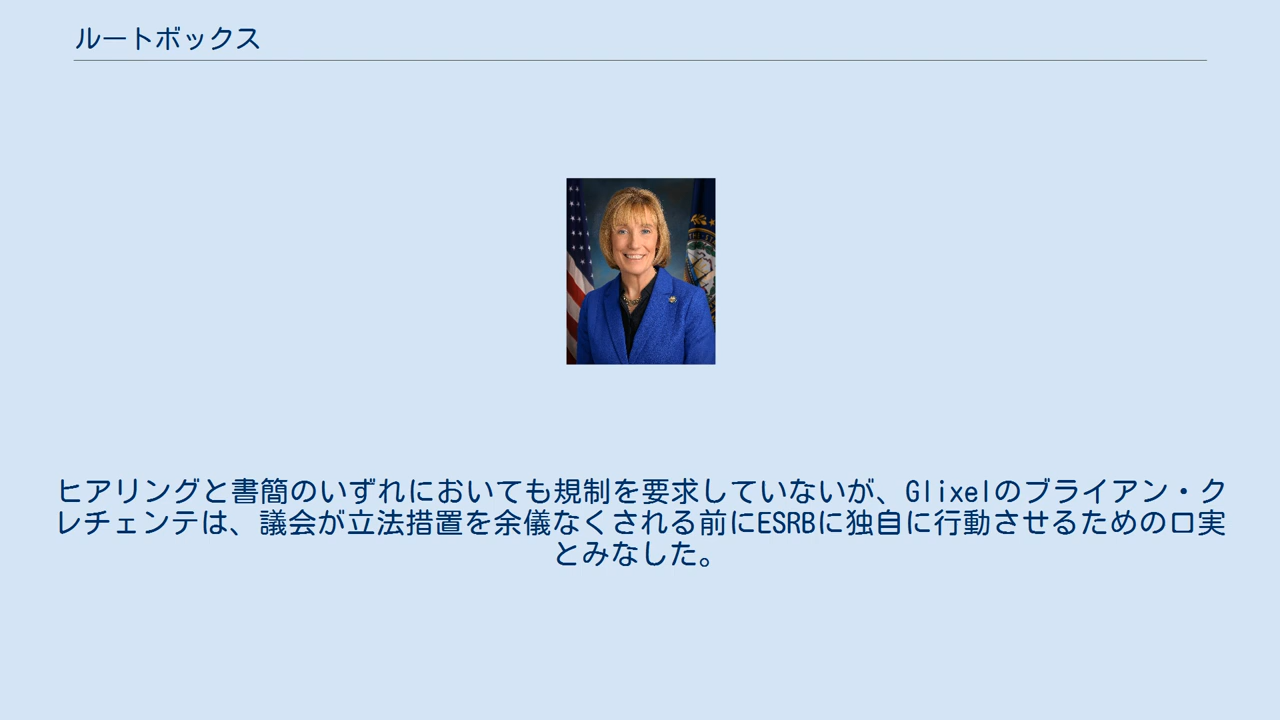 ルートボックス
ヒアリングと書簡のいずれにおいても規制を要求していないが、Glixelのブライアン・ク
レチェンテは、議会が立法措置を余儀なくされる前にESRBに独自に行動させるための口実
とみなした。